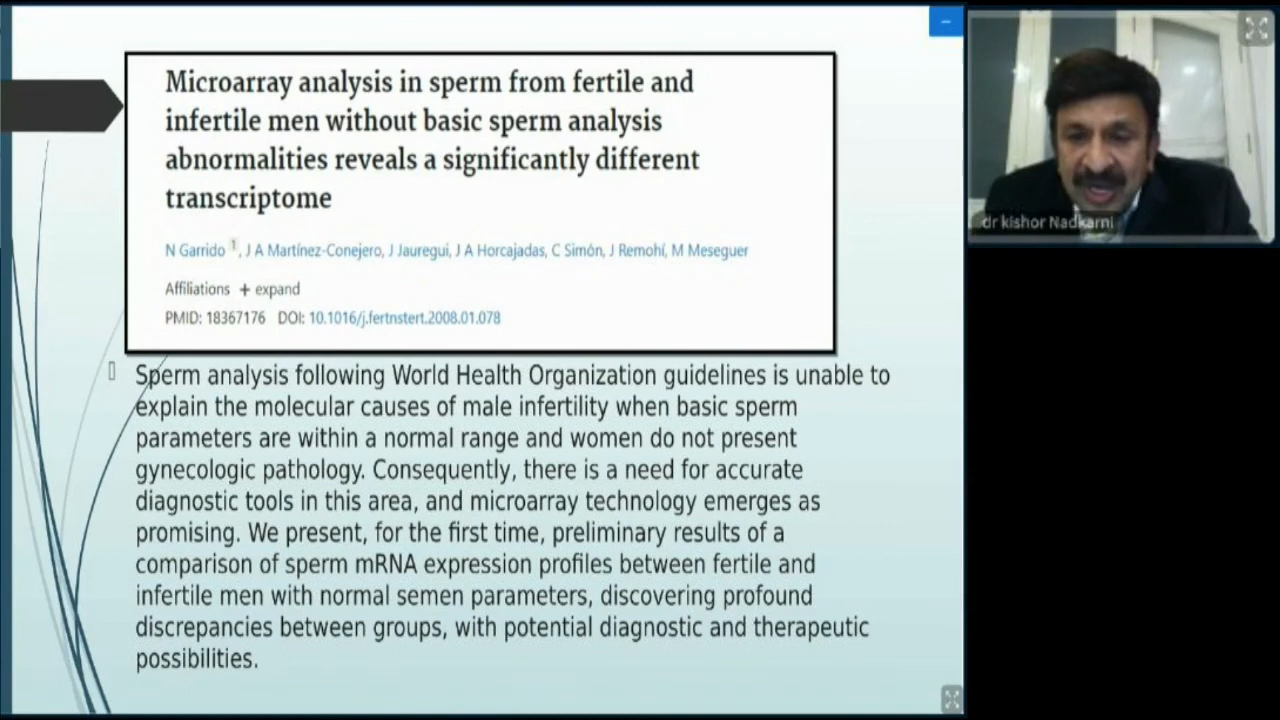 Microarray analysis in sperm from fertile and
infertile men without basic sperm analysis
abnormalities reveals a significantly different
transcriptome
N Garrido 1, J A Martínez-Conejero, J Jauregui, J A Horcajadas, C Simón, J Remohí, M Meseguer
Affiliations + expand
PMID: 18367176 DOI: 10.1016/j.fertnstert.2008.01.078
Sperm analysis following World Health Organization guidelines is unable to
explain the molecular causes of male infertility when basic sperm
parameters are within a normal range and women do not present
gynecologic pathology. Consequently, there is a need for accurate
diagnostic tools in this area, and microarray technology emerges as
promising. We present, for the first time, preliminary results of a
comparison of sperm mRNA expression profiles between fertile and
infertile men with normal semen parameters, discovering profound
discrepancies between groups, with potential diagnostic and therapeutic
possibilities.
dr kishor Nadkarni